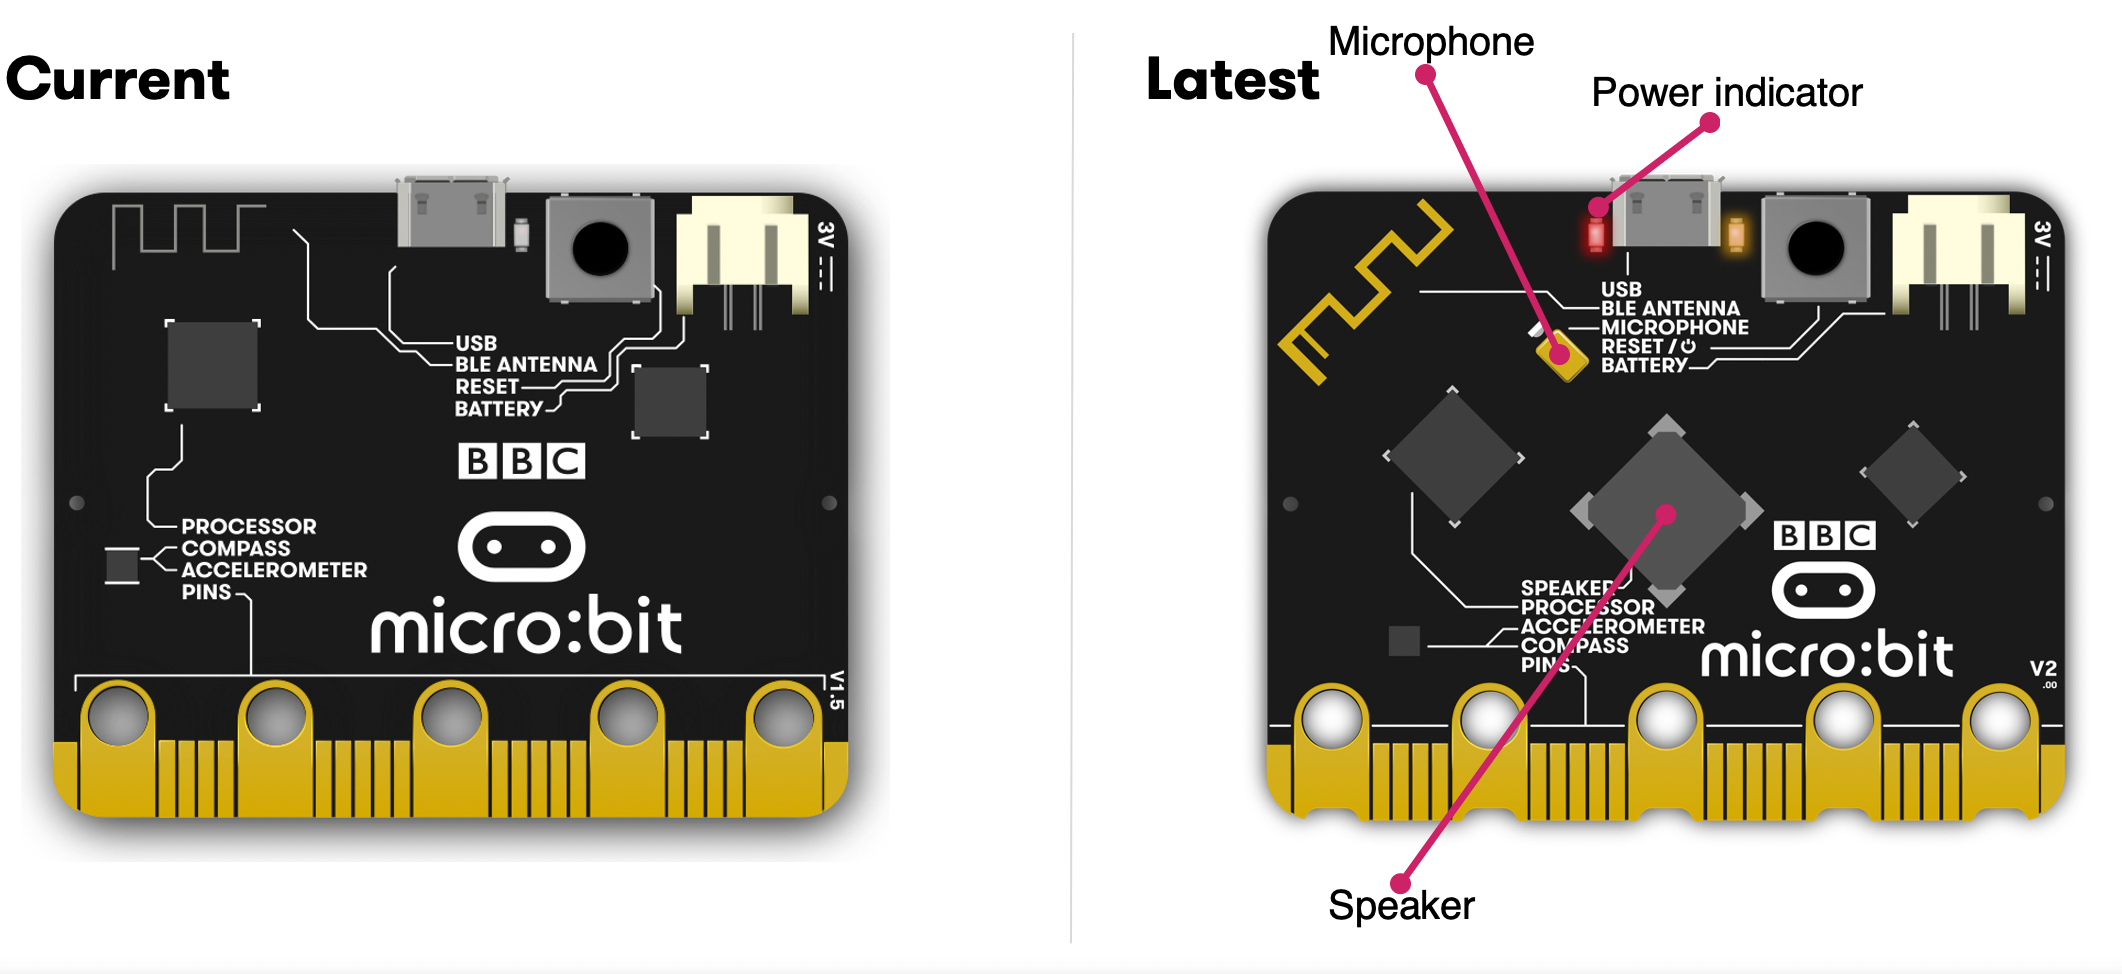 Current
3V
USB
BLE ANTENNA
RESET
BATTERY
BBC
PROCESSOR
COMPASS
ACCELEROMETER
PINS
micro:bit
V1.5
Latest
Microphone
Power indicator
3V
USB
BLE ANTENNA
MICROPHONE
RESET / ⏻
BATTERY
BBC
SPEAKER
PROCESSOR
ACCELEROMETER
COMPASS
PINS
micro:bit
V2
.00
Speaker